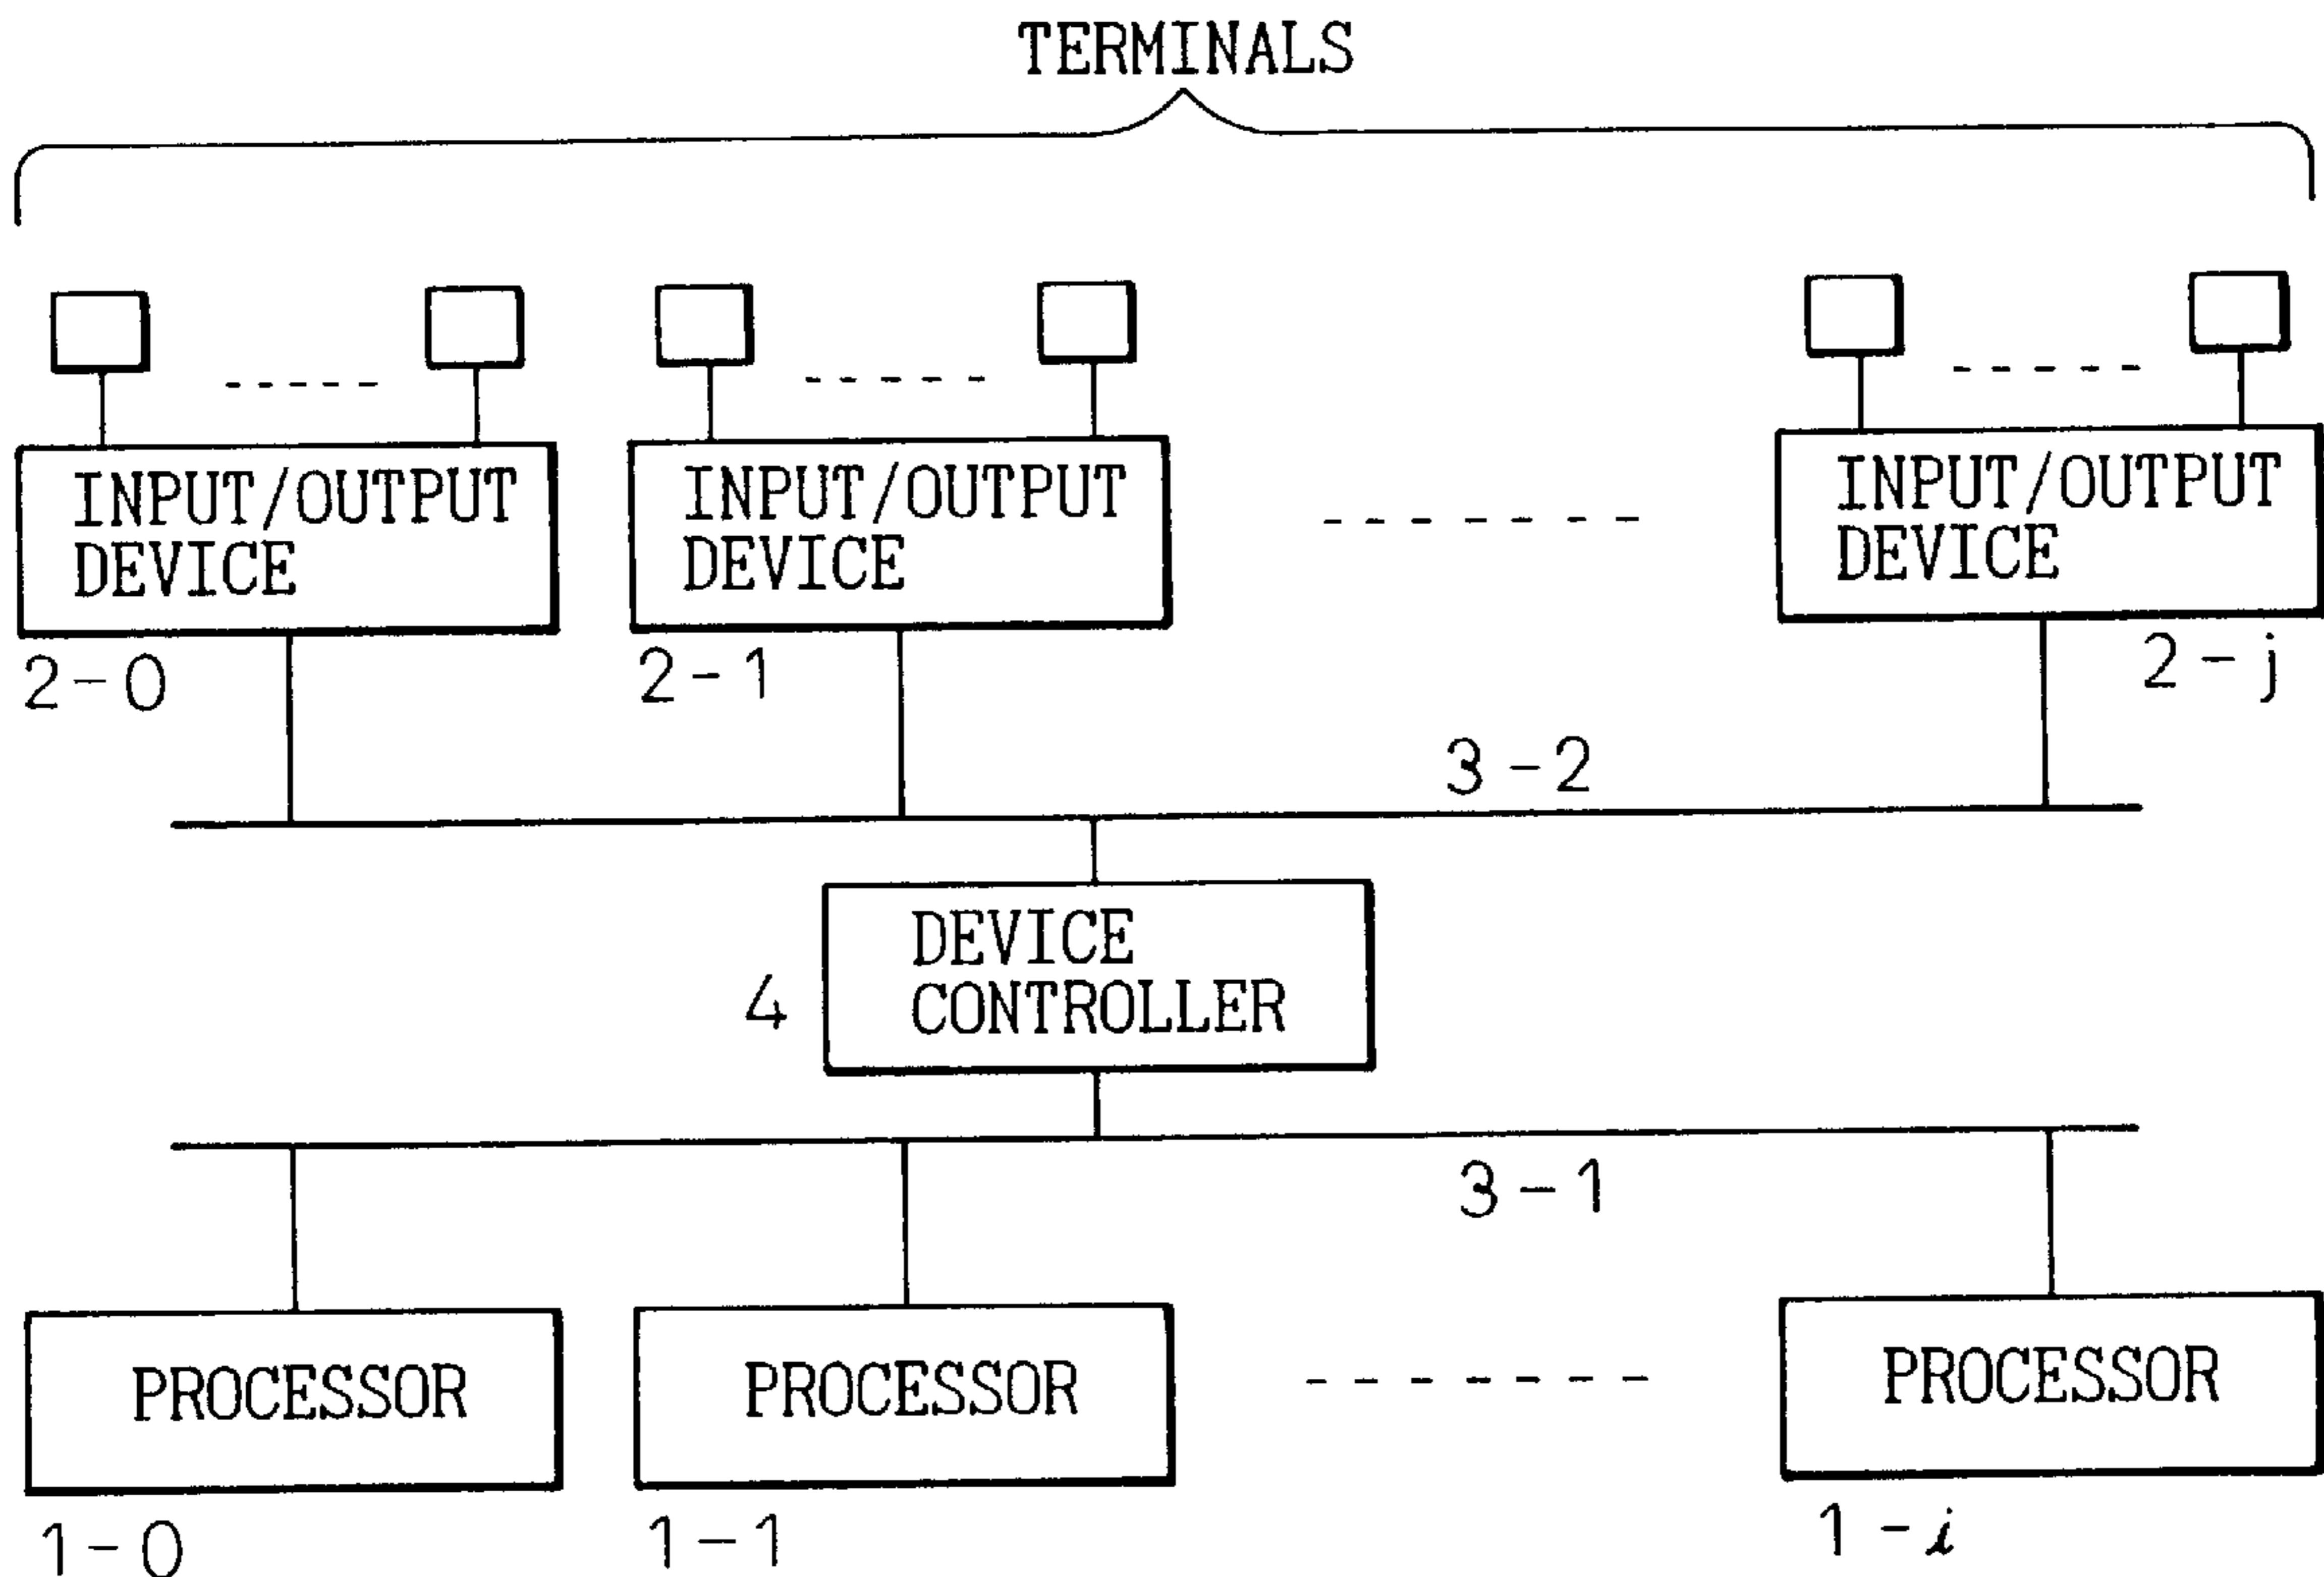 TERMINALS
INPUT/OUTPUT
DEVICE
INPUT/OUTPUT
DEVICE
INPUT/OUTPUT
DEVICE
2-0
2-1
2-j
3-2
DEVICE
CONTROLLER
4
3-1
PROCESSOR
PROCESSOR
PROCESSOR
1-0
1-1
1-i